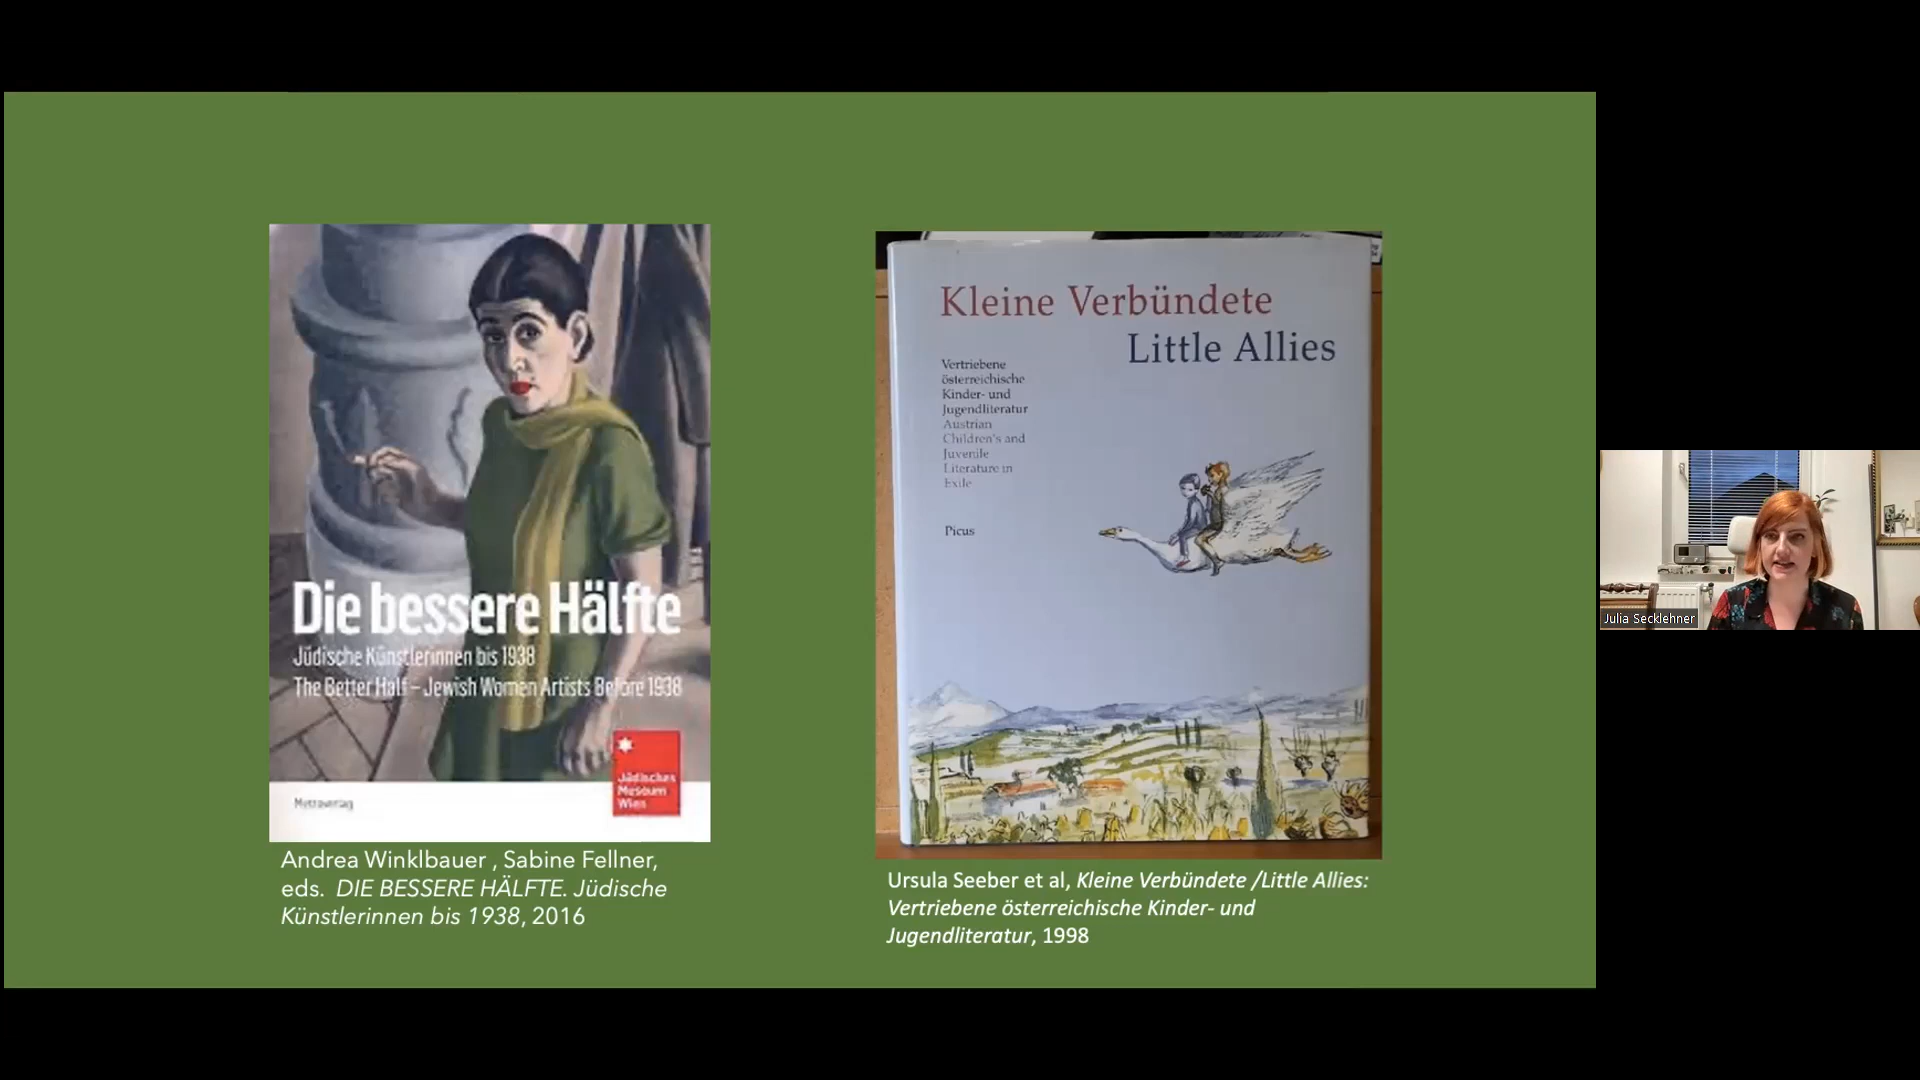 Die bessere Hälfte
Jüdische Künstlerinnen bis 1938
The Better Half – Jewish Women Artists Before 1938
Jüdisches
Museum
Wien
Metroverlag
Andrea Winklbauer , Sabine Fellner,
eds. DIE BESSERE HÄLFTE. Jüdische
Künstlerinnen bis 1938, 2016
Kleine Verbündete
Little Allies
Vertriebene
österreichische
Kinder- und
Jugendliteratur
Austrian
Children's and
Juvenile
Literature in
Exile
Picus
Ursula Seeber et al, Kleine Verbündete /Little Allies:
Vertriebene österreichische Kinder- und
Jugendliteratur, 1998
Julia Secklehner